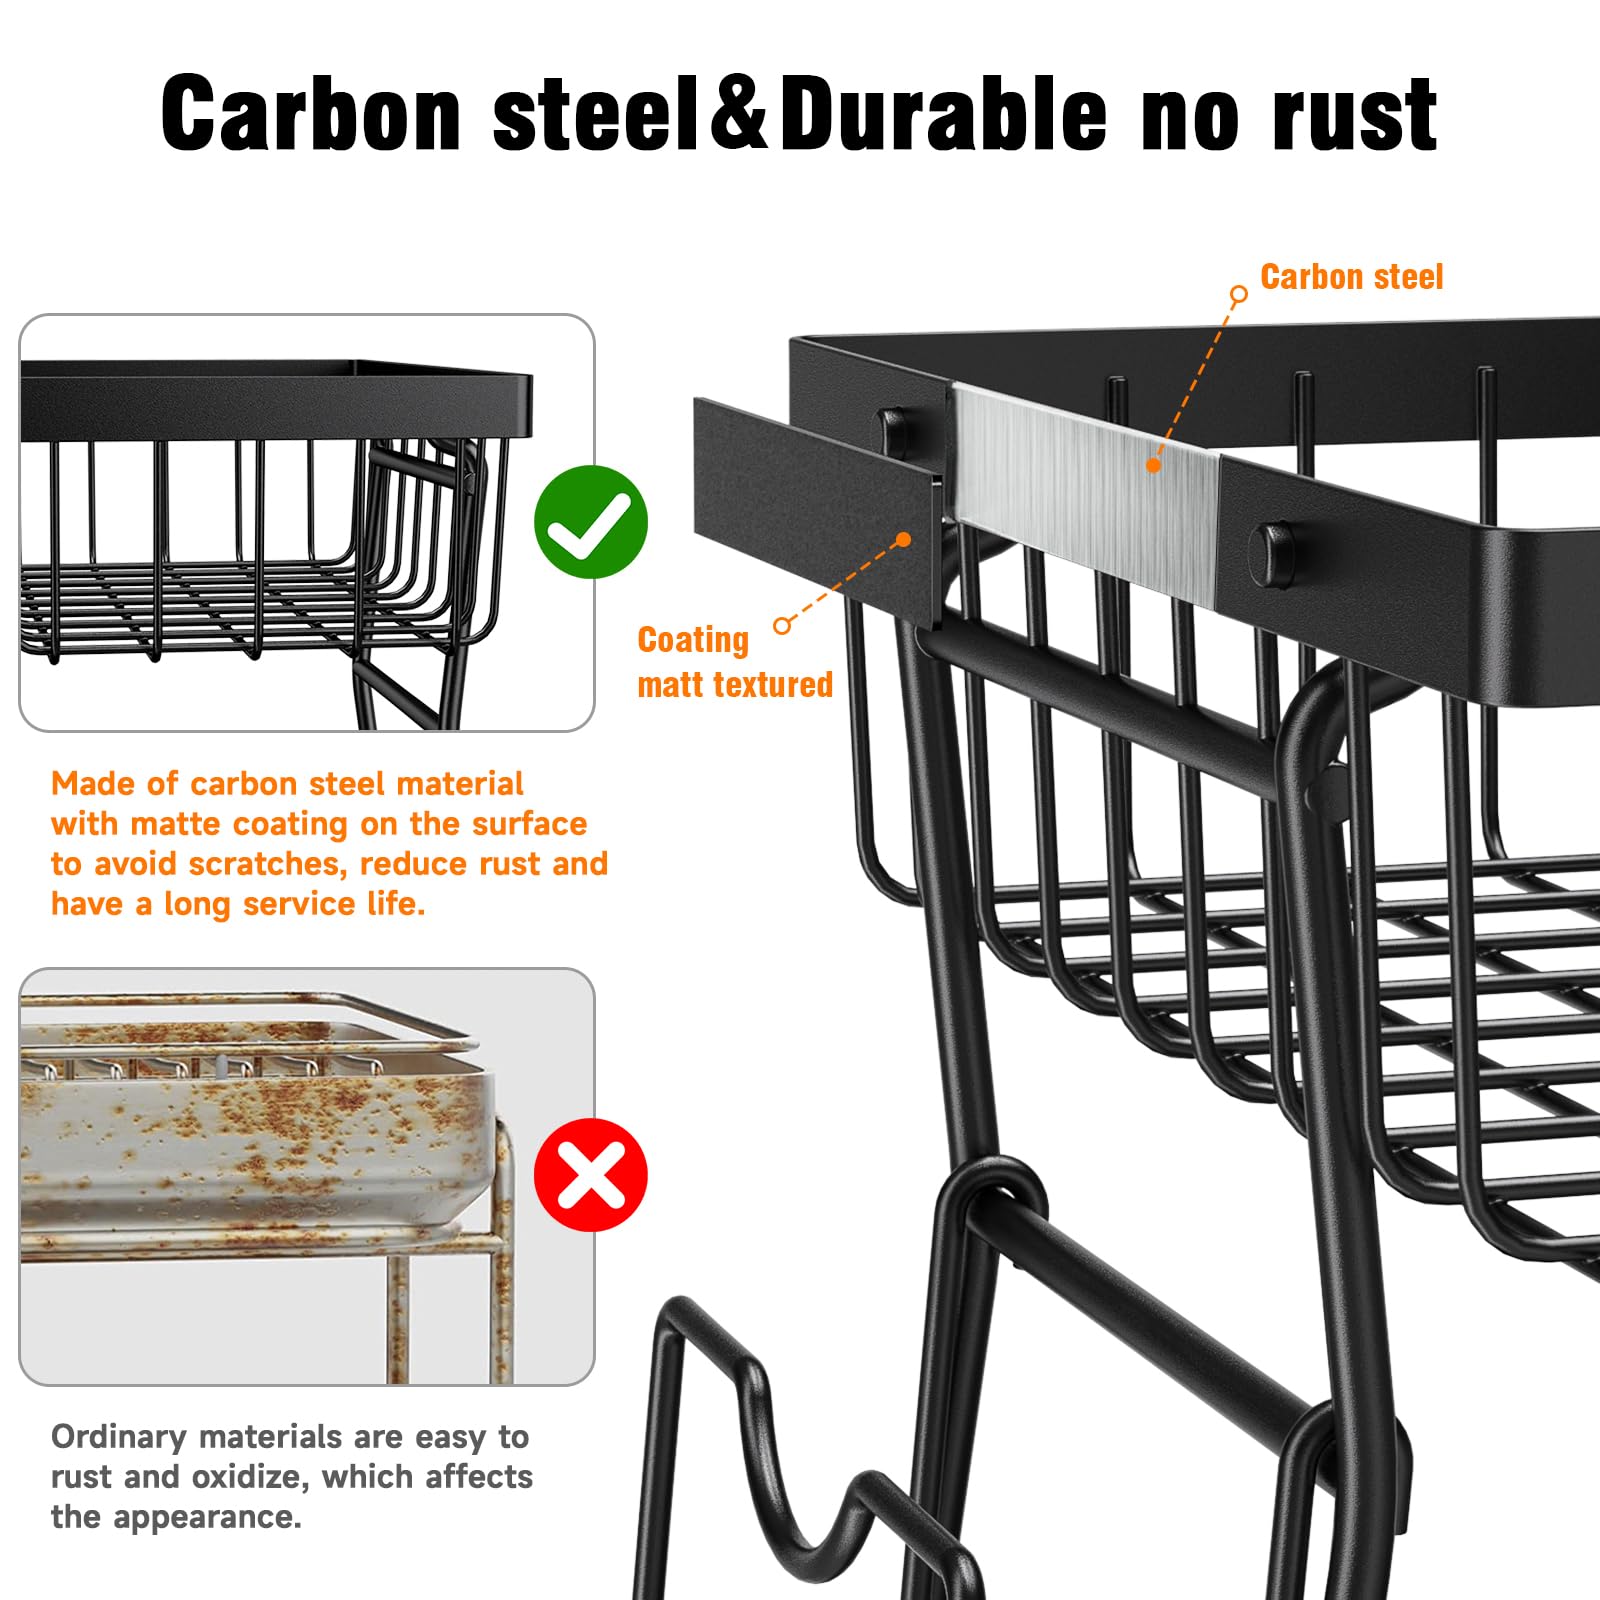 Carbon steel&Durable no rust
Carbon steel
Coating
matt textured
Made of carbon steel material
with matte coating on the surface
to avoid scratches, reduce rust and
have a long service life.
Ordinary materials are easy to
rust and oxidize, which affects
the appearance.